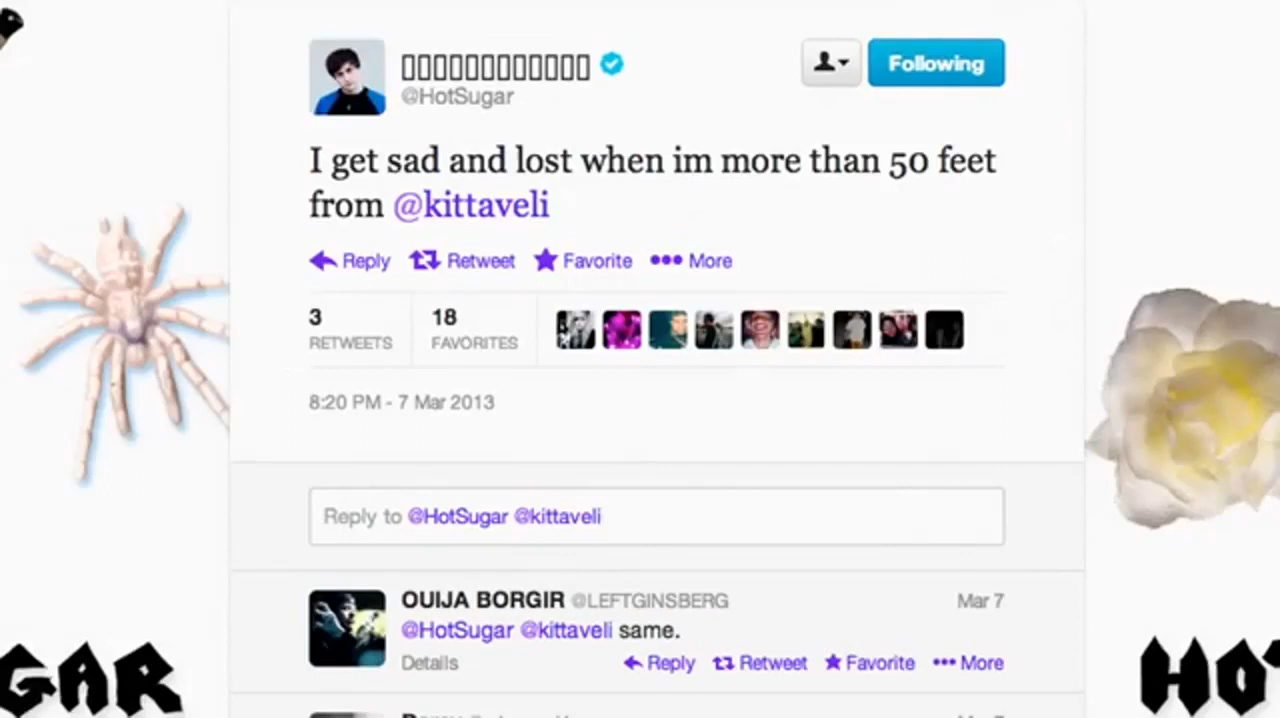 @HotSugar
Following
I get sad and lost when im more than 50 feet
from @kittaveli
Reply Retweet Favorite More
3 18
RETWEETS FAVORITES
8:20 PM - 7 Mar 2013
Reply to @HotSugar @kittaveli
OUIJA BORGIR @LEFTGINSBERG Mar 7
@HotSugar @kittaveli same.
Details Reply Retweet Favorite More
GAR HOT